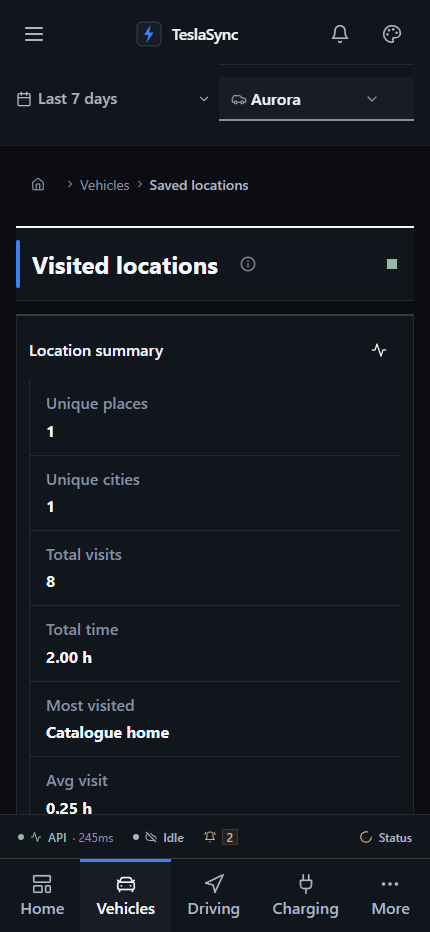 TeslaSync
Last 7 days
Aurora
Vehicles
Saved locations
Visited locations
Location summary
Unique places
1
Unique cities
1
Total visits
8
Total time
2.00 h
Most visited
Catalogue home
Avg visit
0.25 h
API · 245ms
Idle
2
Status
Home
Vehicles
Driving
Charging
More